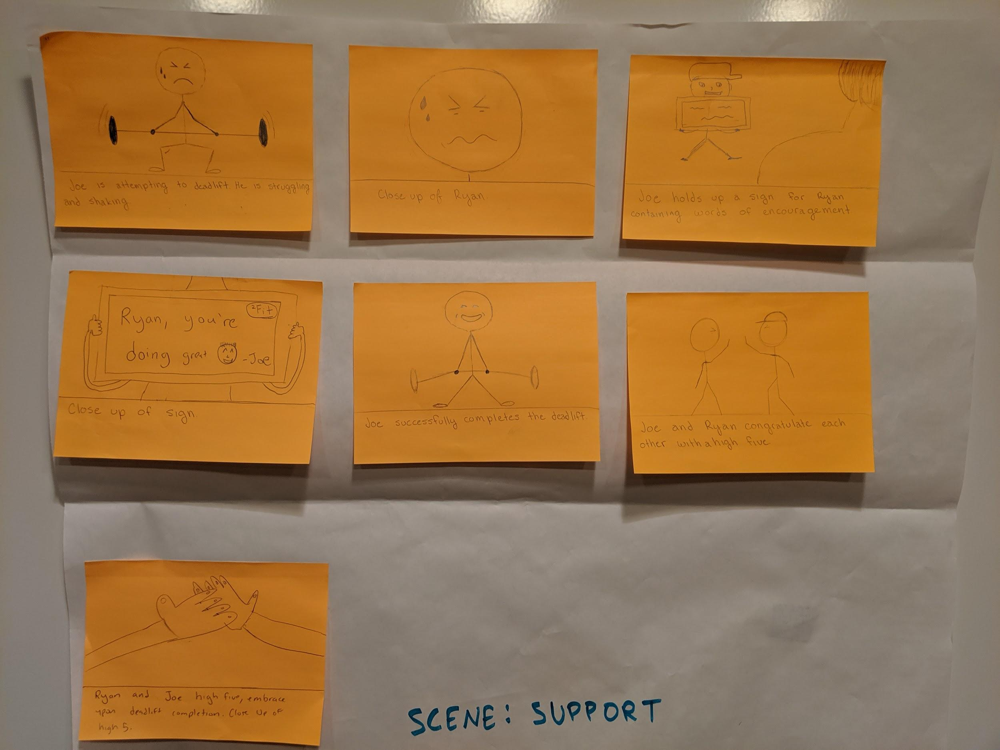 Joe is attempting to deadlift. He is struggling
and shaking
Close up of Ryan.
Joe holds up a sign for Ryan
containing words of encouragement
²Fit
Ryan, you're
doing great -Joe
Close up of sign.
Joe successfully completes the deadlift.
Joe and Ryan congratulate each
other with a high five.
Ryan and Joe high five, embrace
upon deadlift completion. Close Up of
high 5.
SCENE: SUPPORT